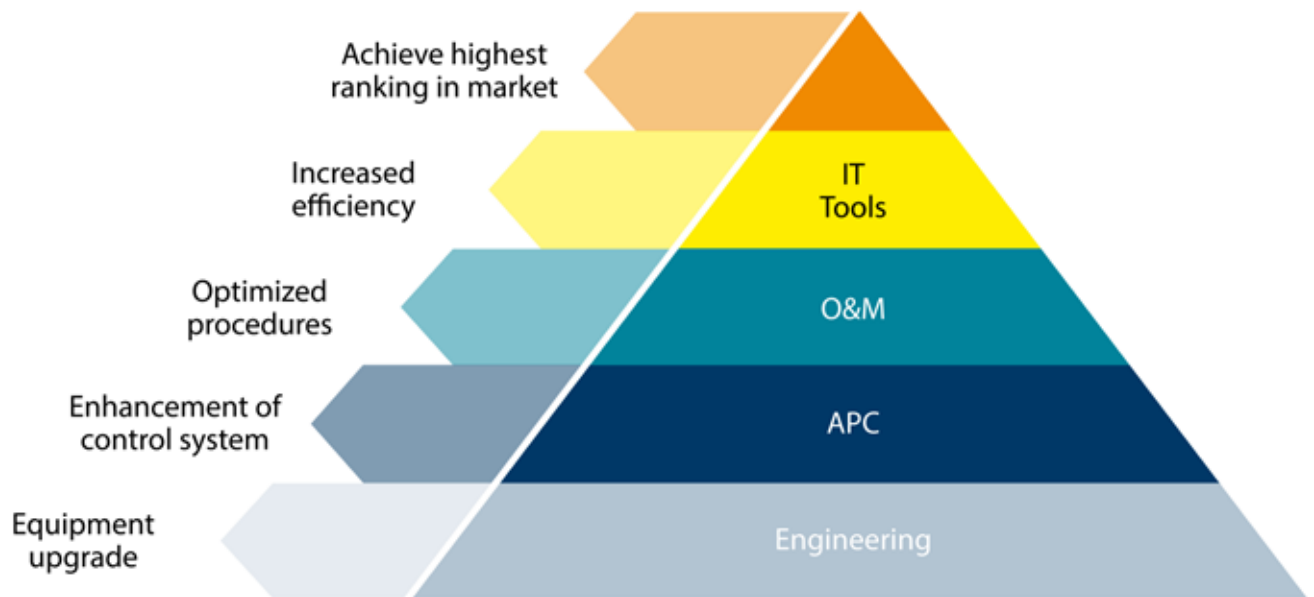 Achieve highest
ranking in market
Increased
efficiency
IT
Tools
Optimized
procedures
O&M
Enhancement of
control system
APC
Equipment
upgrade
Engineering